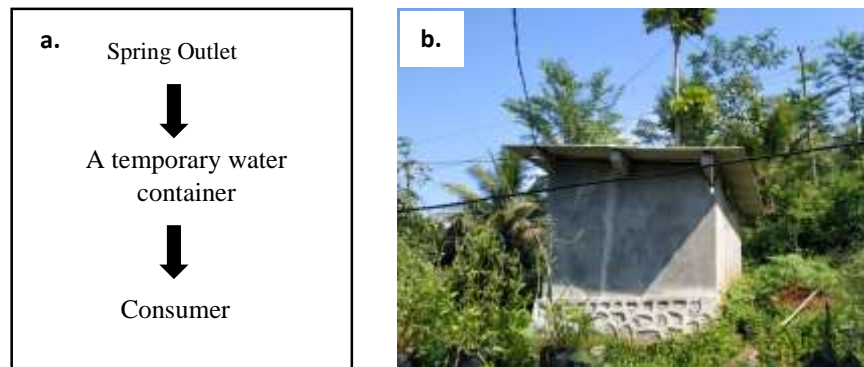 a.
Spring Outlet
A temporary water
container
Consumer
b.